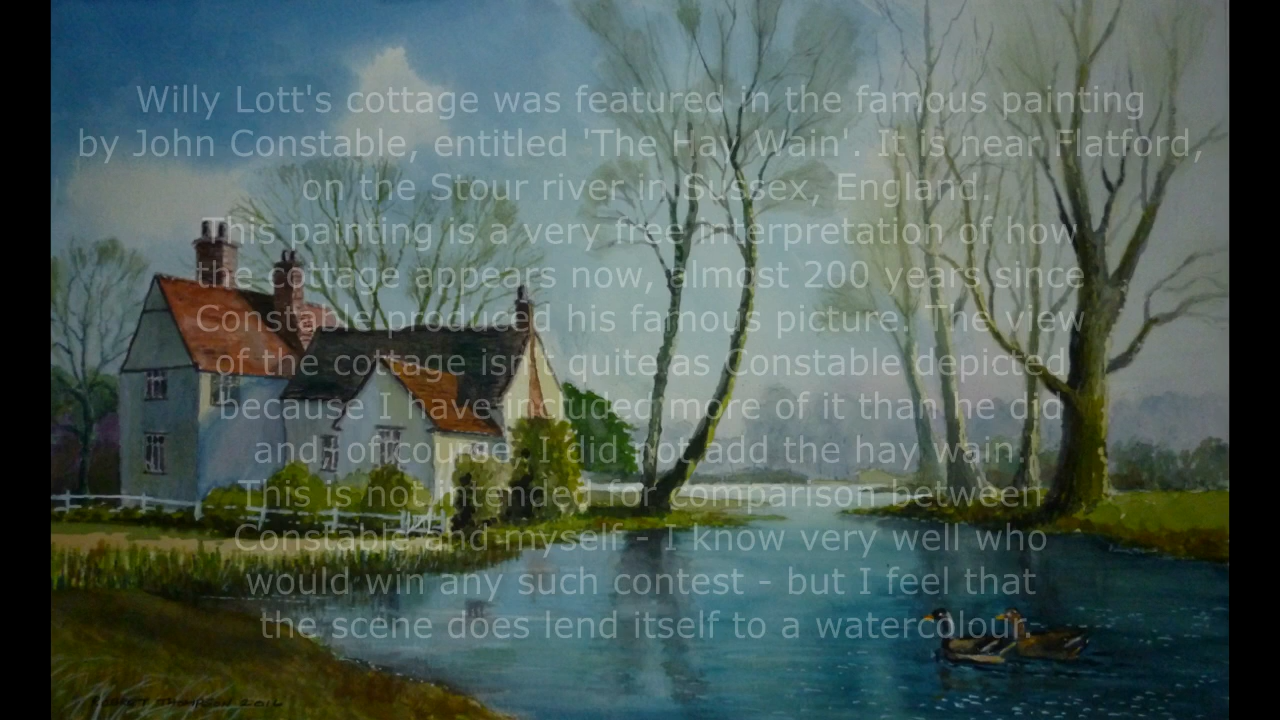 Willy Lott's cottage was featured in the famous painting
by John Constable, entitled 'The Hay Wain'. It is near Flatford,
on the Stour river in Sussex, England.
This painting is a very free interpretation of how
the cottage appears now, almost 200 years since
Constable painted his famous picture. The view
of the cottage isn't quite as Constable depicted
because I have included more of it than he did
and of course I did not add the hay wain.
This is not intended for comparison between
Constable and myself - I know very well who
would win any such contest - but I feel that
the scene does lend itself to a watercolour.
ROBERT THOMPSON 2014